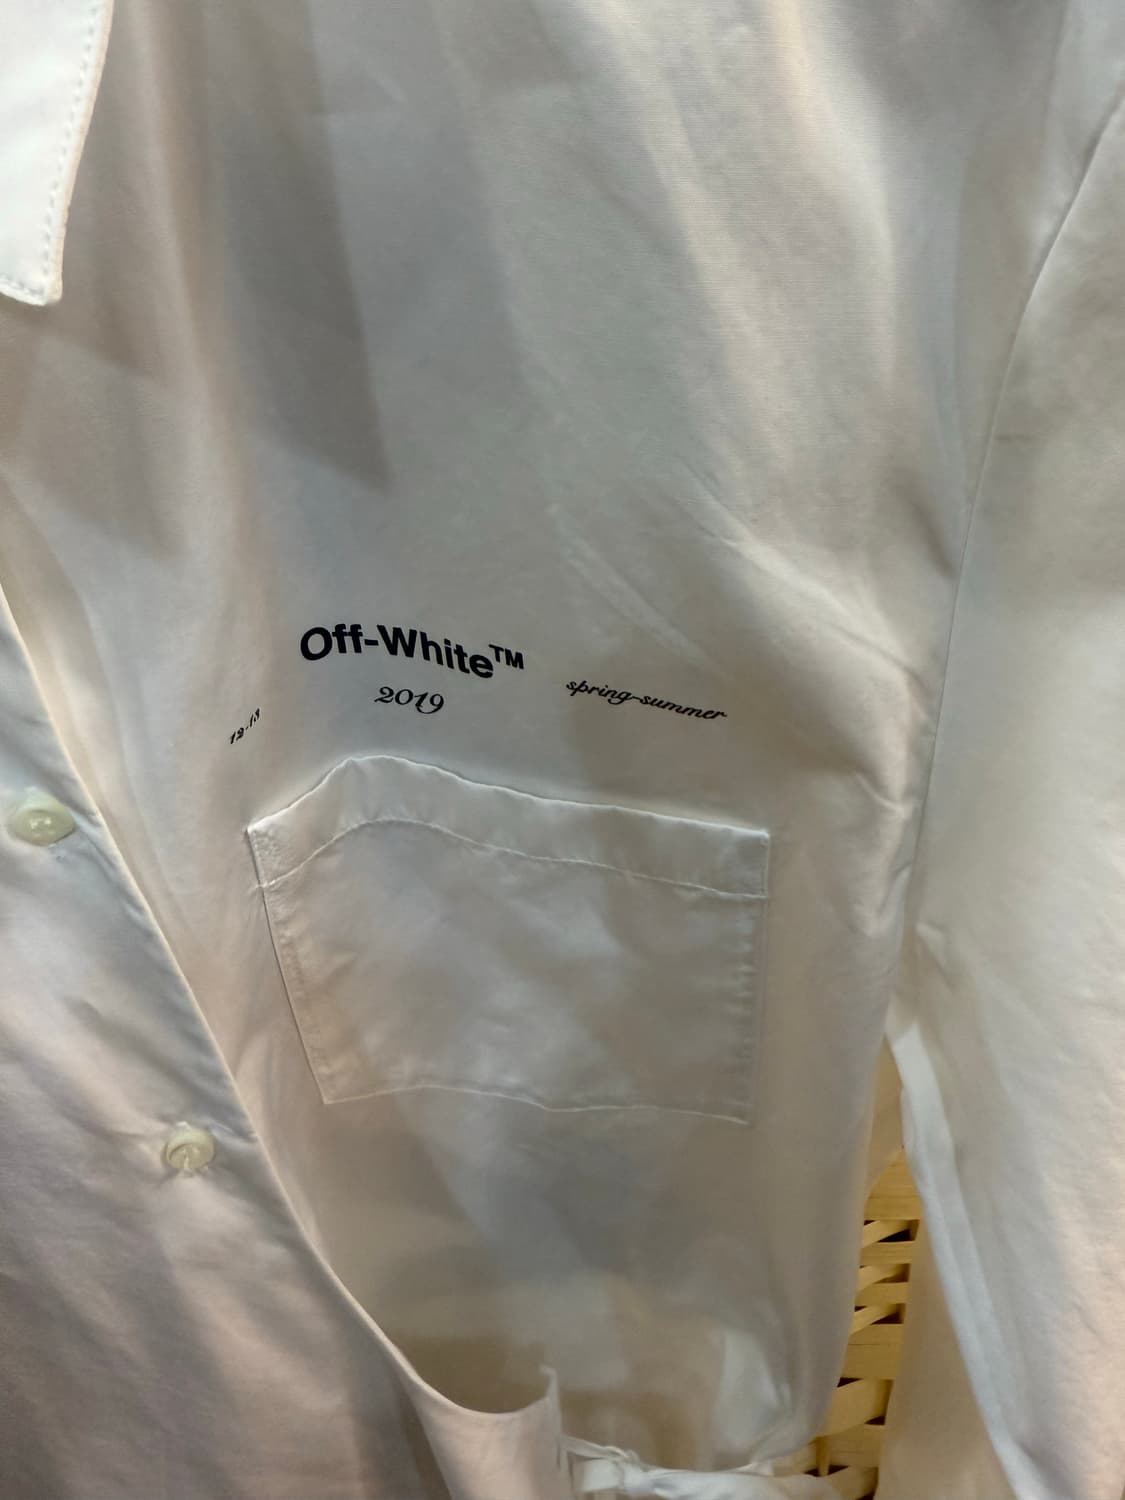 Off-White™
2019
spring-summer
12-13